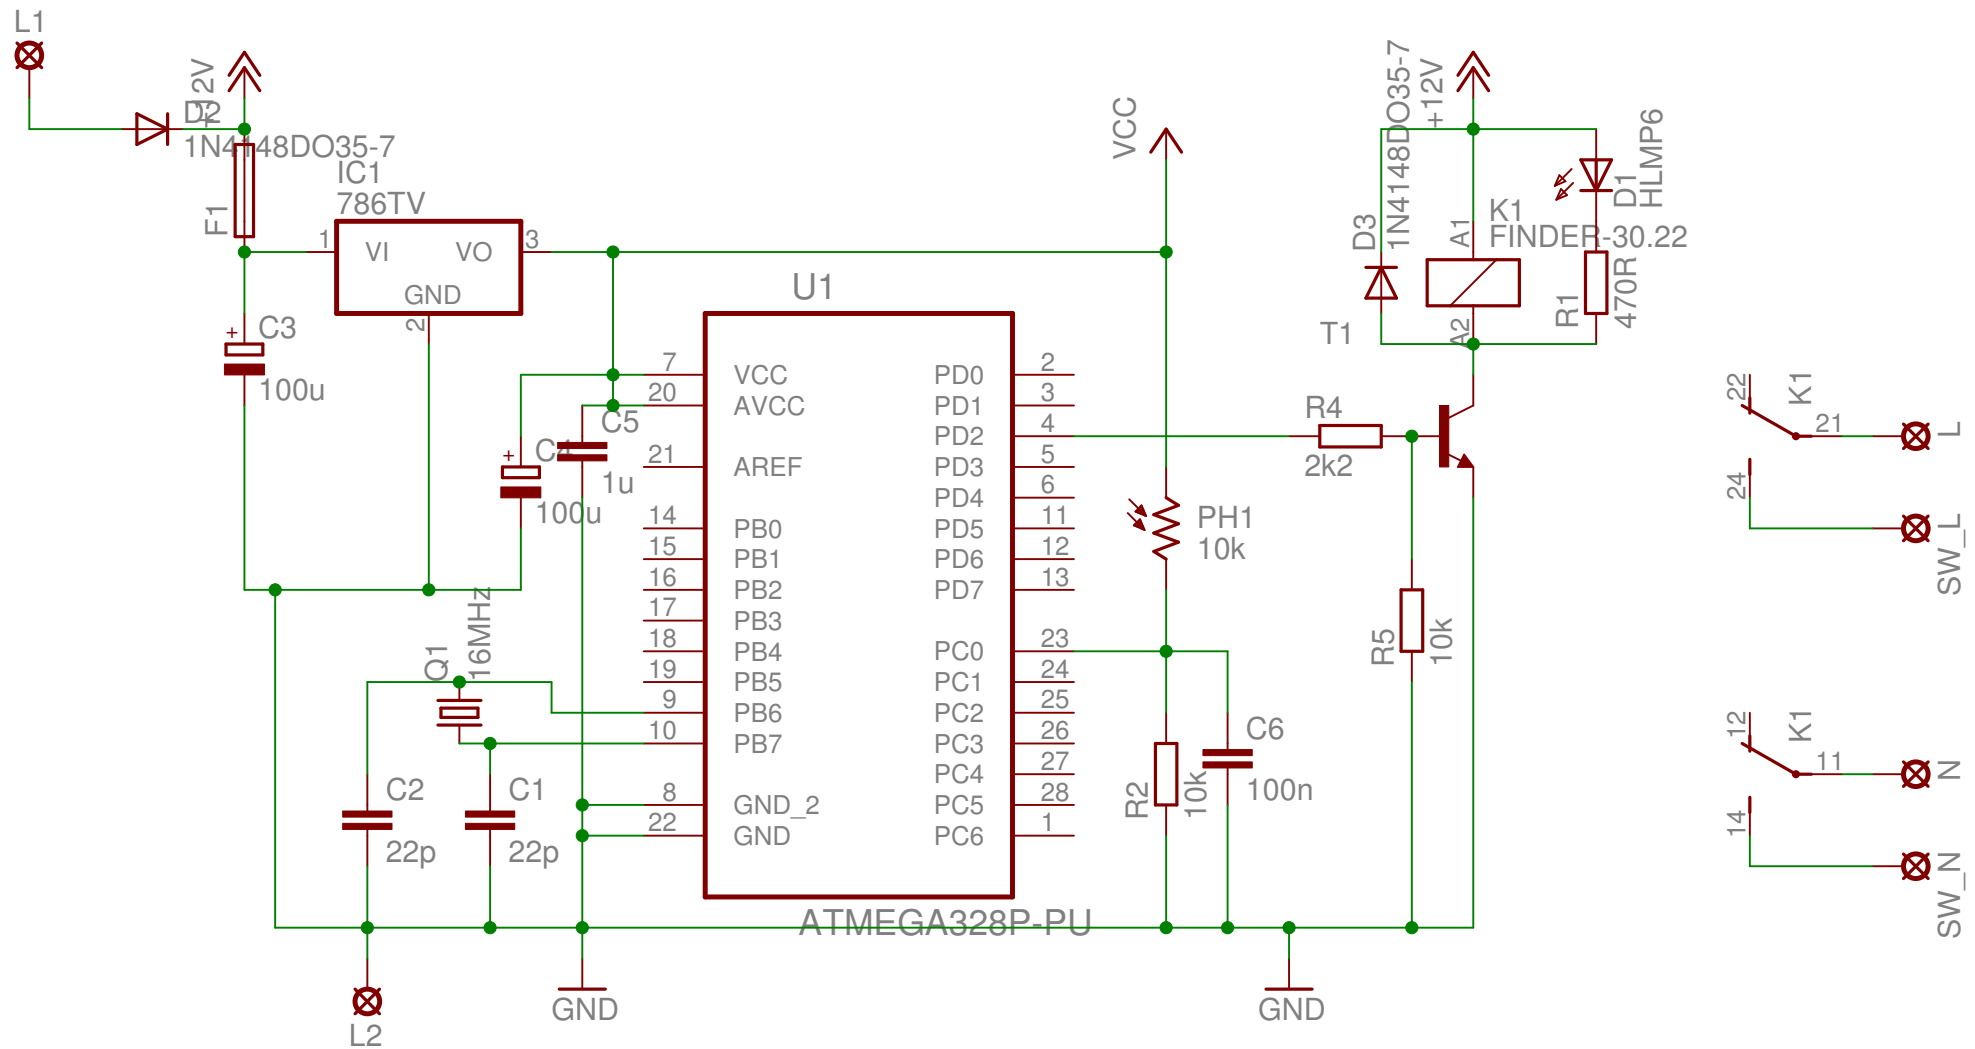 L1
+12V
D2
1N4148DO35-7
F1
IC1
786TV
1
VI
VO
3
GND
2
C3
+
100u
C4
+
100u
C5
1u
Q1
16MHz
C2
22p
C1
22p
L2
GND
U1
7
VCC
20
AVCC
21
AREF
14
PB0
15
PB1
16
PB2
17
PB3
18
PB4
19
PB5
9
PB6
10
PB7
8
GND_2
22
GND
PD0
2
PD1
3
PD2
4
PD3
5
PD4
6
PD5
11
PD6
12
PD7
13
PC0
23
PC1
24
PC2
25
PC3
26
PC4
27
PC5
28
PC6
1
ATMEGA328P-PU
VCC
PH1
10k
R2
10k
C6
100n
GND
R4
2k2
R5
10k
T1
D3
1N4148DO35-7
+12V
K1
FINDER-30.22
A1
A2
D1
HLMP6
R1
470R
22
K1
21
L
24
SW_L
12
K1
11
N
14
SW_N